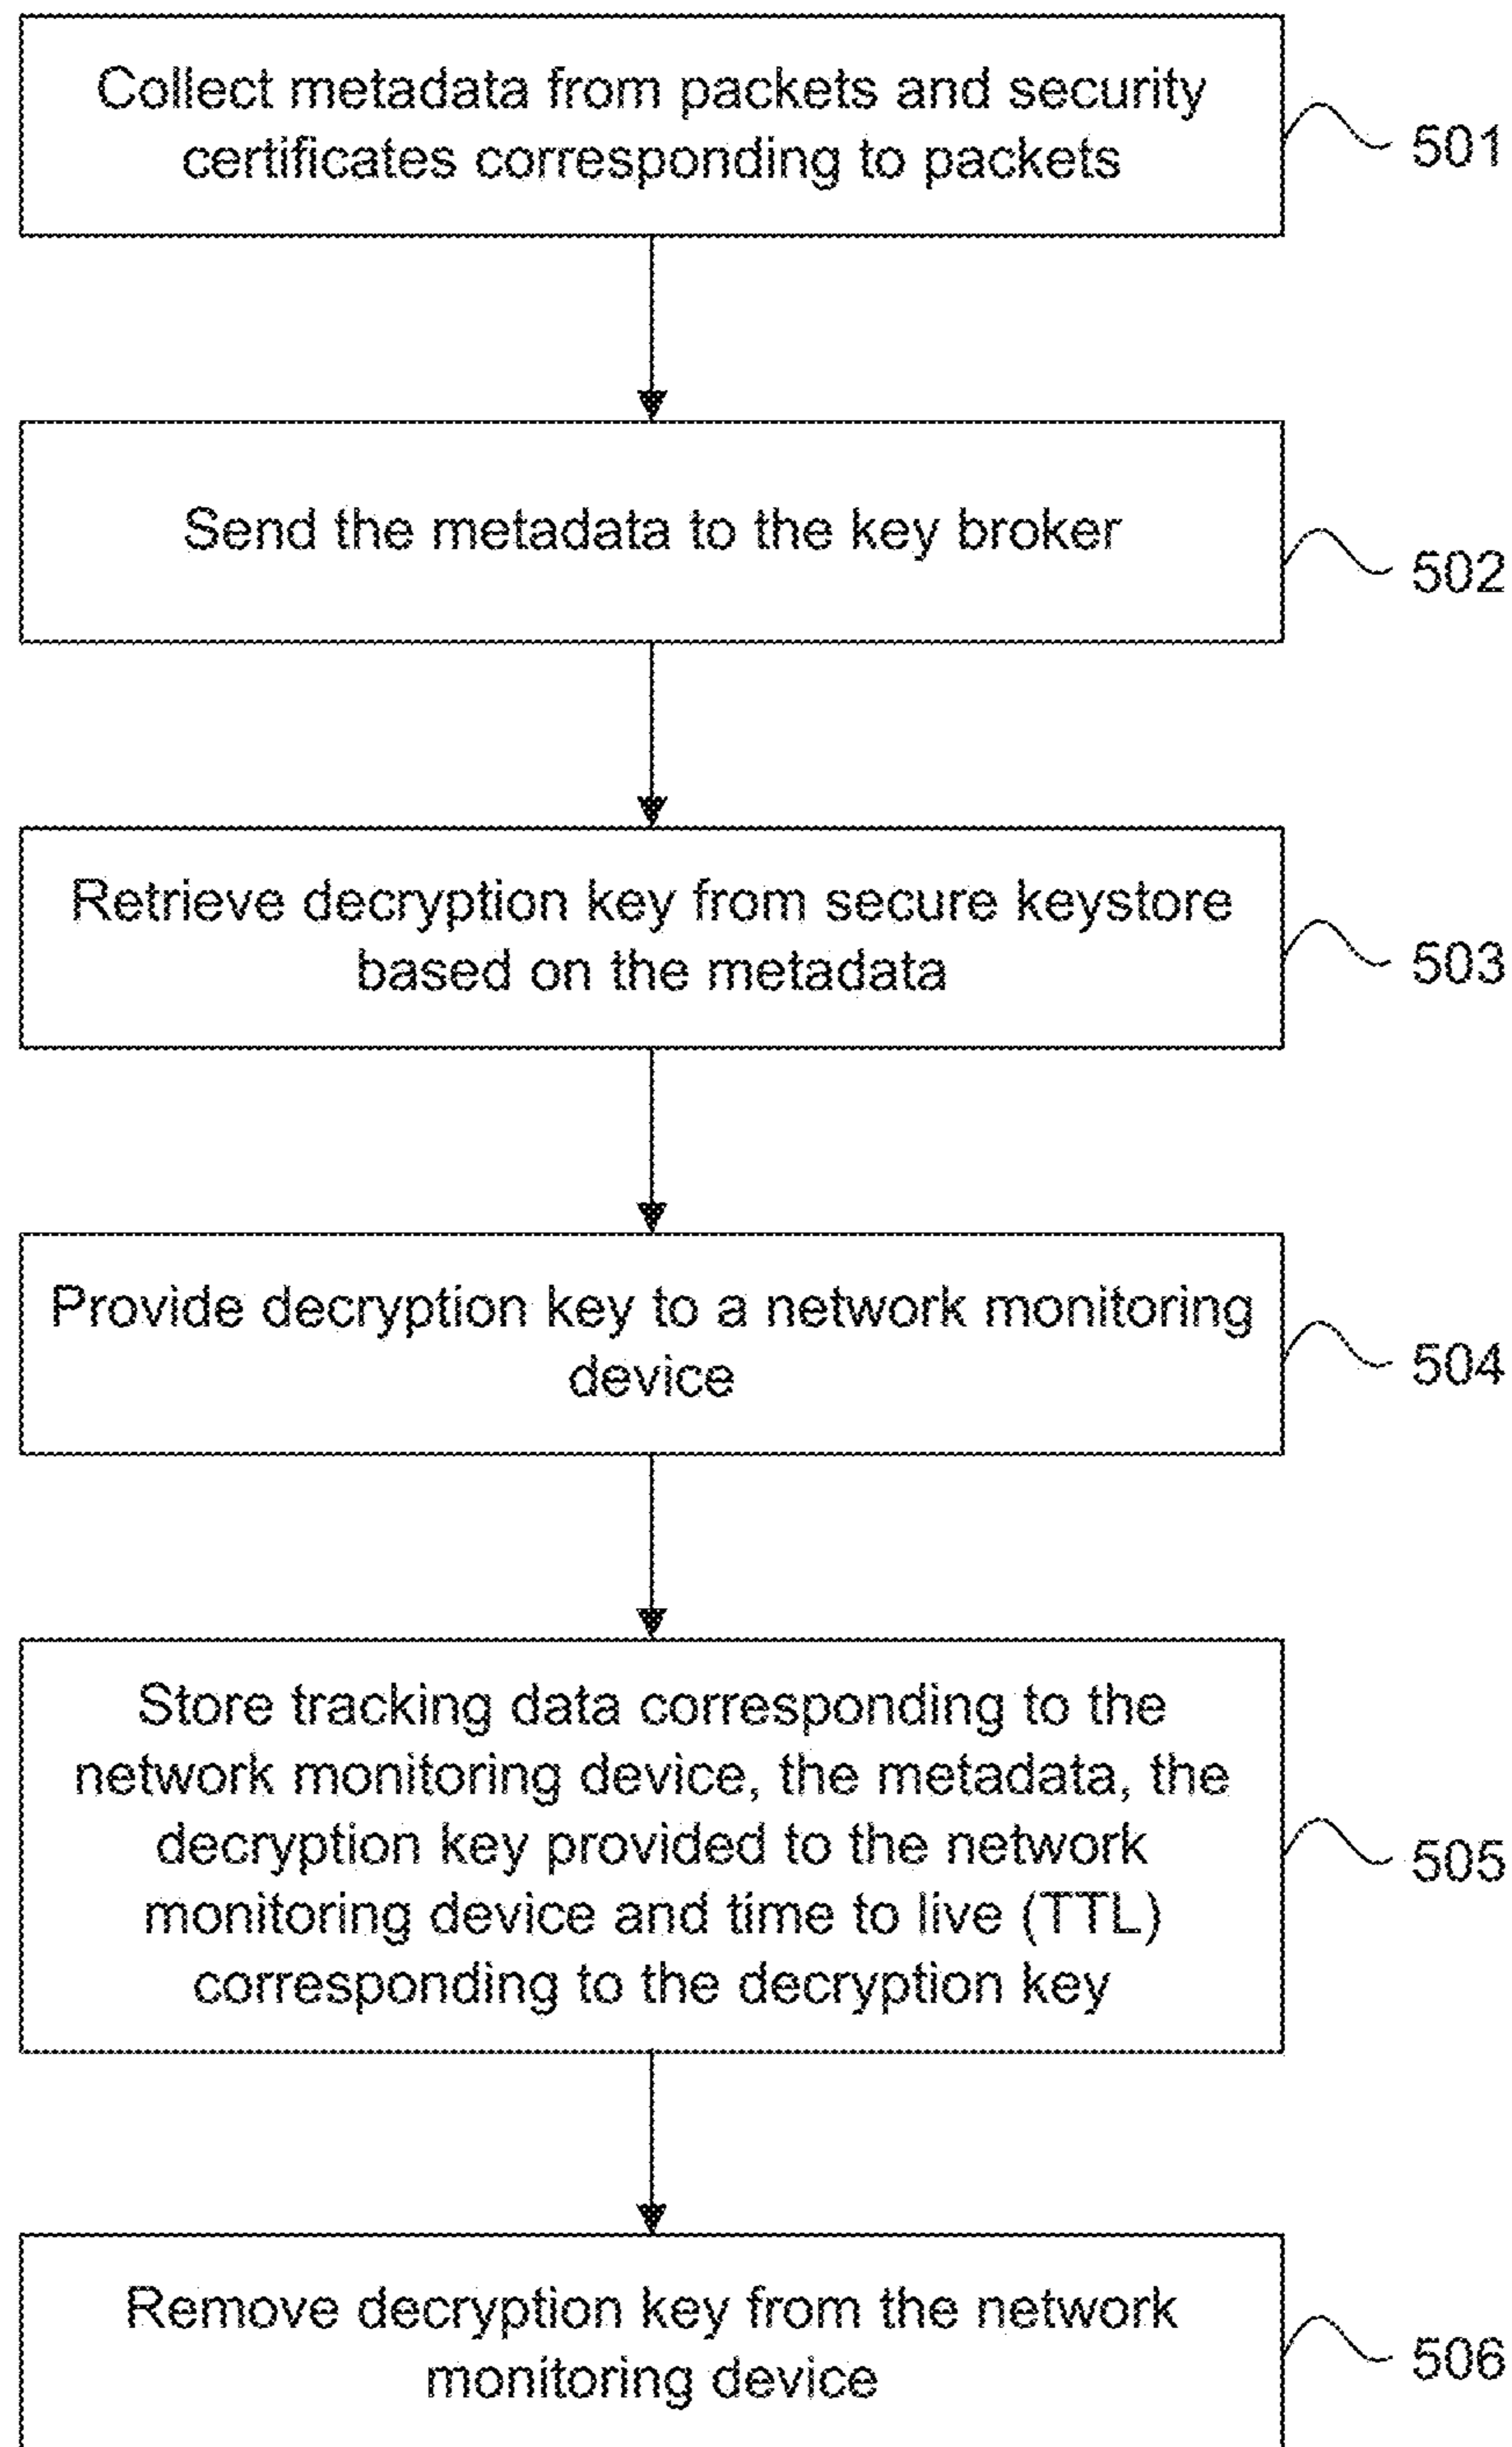 Collect metadata from packets and security
certificates corresponding to packets
501
Send the metadata to the key broker
502
Retrieve decryption key from secure keystore
based on the metadata
503
Provide decryption key to a network monitoring
device
504
Store tracking data corresponding to the
network monitoring device, the metadata, the
decryption key provided to the network
monitoring device and time to live (TTL)
corresponding to the decryption key
505
Remove decryption key from the network
monitoring device
506